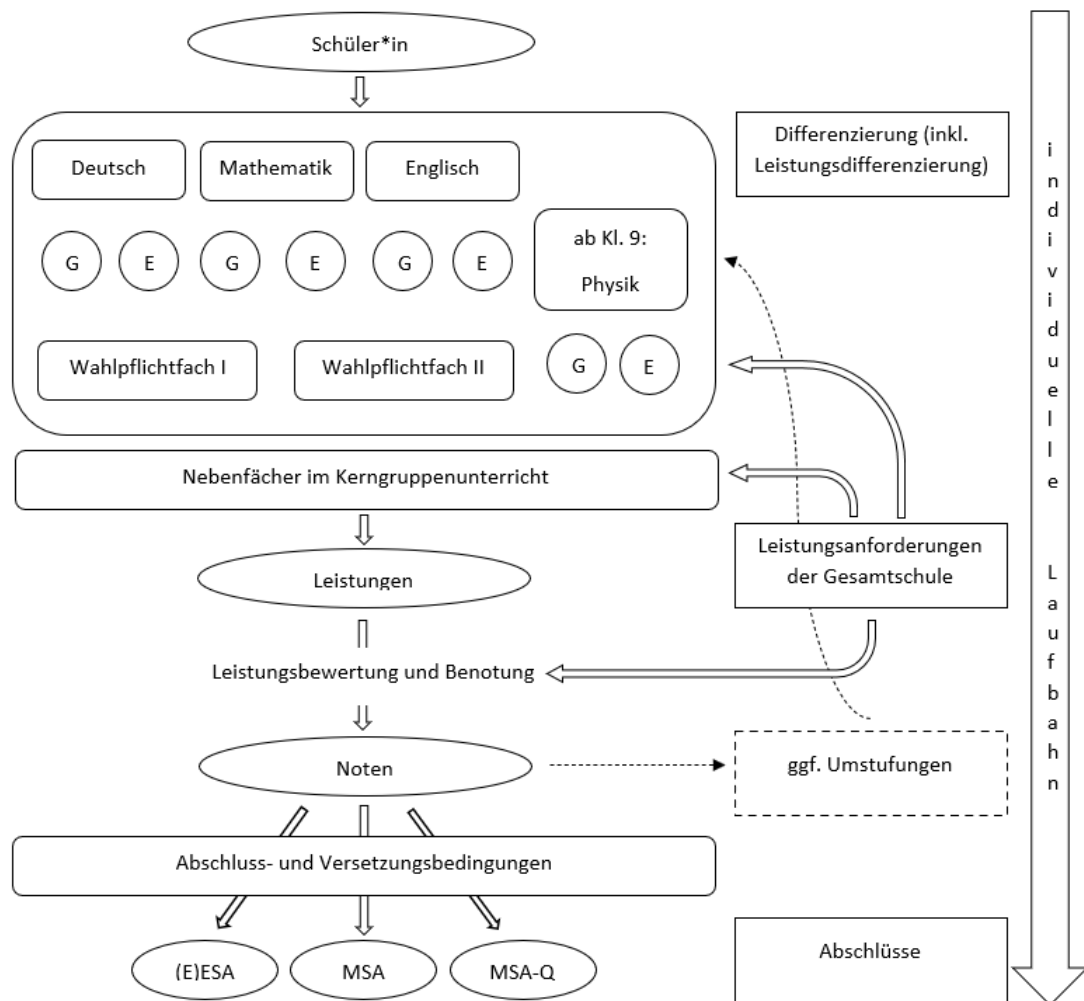 Schüler*in
Differenzierung (inkl.
Leistungsdifferenzierung)
Deutsch
Mathematik
Englisch
ab Kl. 9:
Physik
G
E
G
E
G
E
Wahlpflichtfach I
Wahlpflichtfach II
G
E
Nebenfächer im Kerngruppenunterricht
Leistungsanforderungen
der Gesamtschule
Leistungen
Leistungsbewertung und Benotung
Noten
ggf. Umstufungen
Abschluss- und Versetzungsbedingungen
(E)ESA
MSA
MSA-Q
Abschlüsse
individuelle Laufbahn